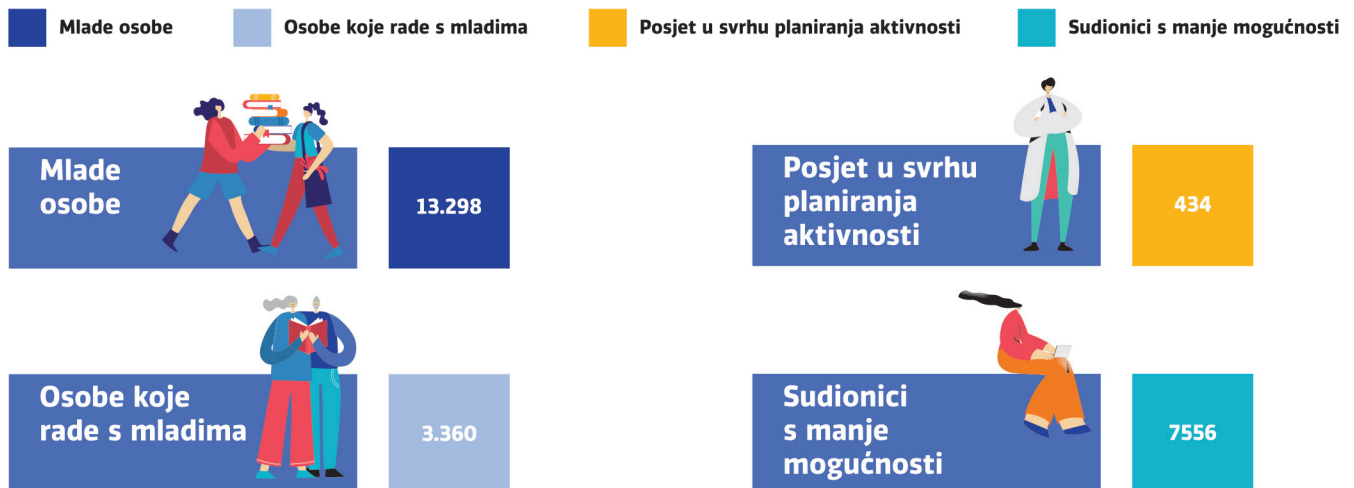 Mlade osobe
Osobe koje rade s mladima
Posjet u svrhu planiranja aktivnosti
Sudionici s manje mogućnosti
Mlade
osobe
13.298
Posjet u svrhu
planiranja
aktivnosti
434
Osobe koje
rade s mladima
3.360
Sudionici
s manje
mogućnosti
7556